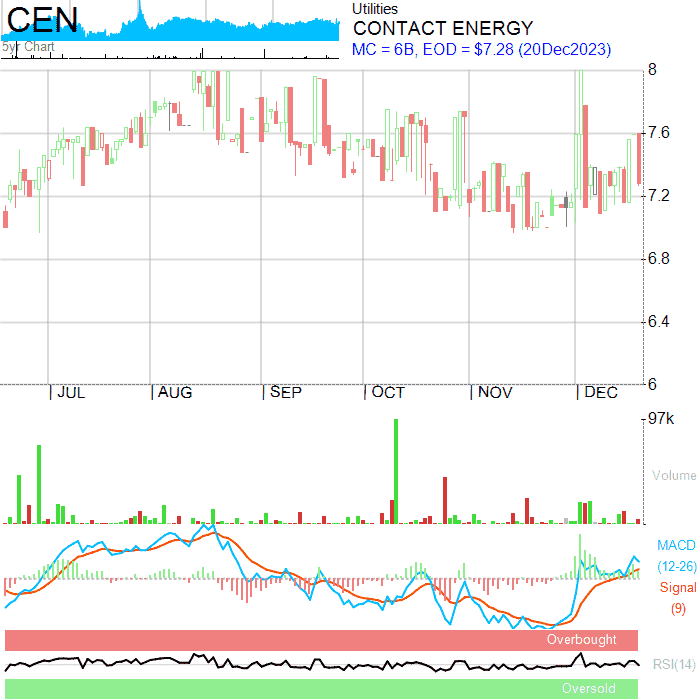 CEN
5yr Chart
Utilities
CONTACT ENERGY
MC = 6B, EOD = $7.28 (20Dec2023)
8
7.6
7.2
6.8
6.4
6
JUL AUG SEP OCT NOV DEC
97k
Volume
MACD
(12-26)
Signal
(9)
Overbought
RSI(14)
Oversold